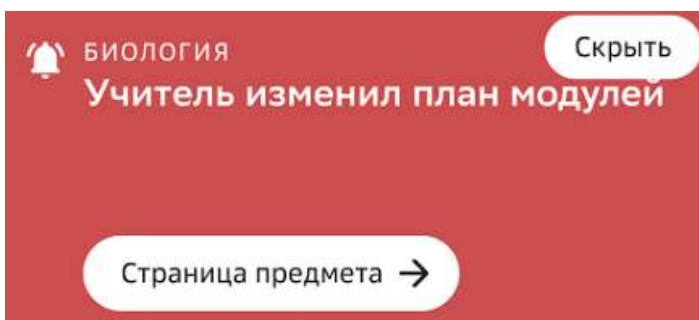 БИОЛОГИЯ
Скрыть
Учитель изменил план модулей
Страница предмета →